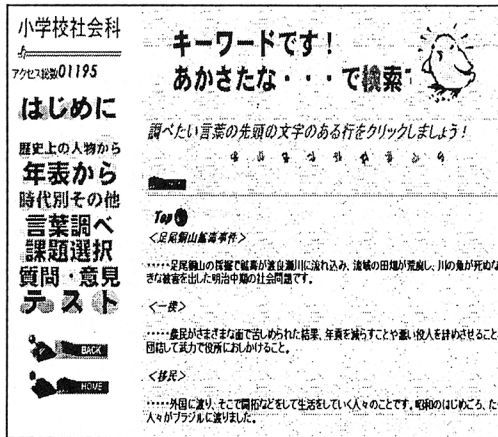 小学校社会科
アクセス総数01195
はじめに
歴史上の人物から
年表から
時代別その他
言葉調べ
課題選択
質問・意見
テスト
BACK
HOME
キーワードです！
あかさたな・・・で検索
調べたい言葉の先頭の文字のある行をクリックしましょう！
Top
＜足尾銅山鉱毒事件＞
……足尾銅山の採掘で鉱毒が渡良瀬川に流れ込み、流域の田畑が荒廃し、川の魚が死ぬな
きな被害を出した明治中期の社会問題です。
＜一揆＞
……農民がさまざまな面で苦しめられた結果、年貢を減らすことや悪い役人を辞めさせること
団結して武力で役所におしかけること。
＜移民＞
……外国に渡り、そこで開拓などをして生活をしていく人々のことです。昭和のはじめごろ、た
人々がブラジルに渡りました。